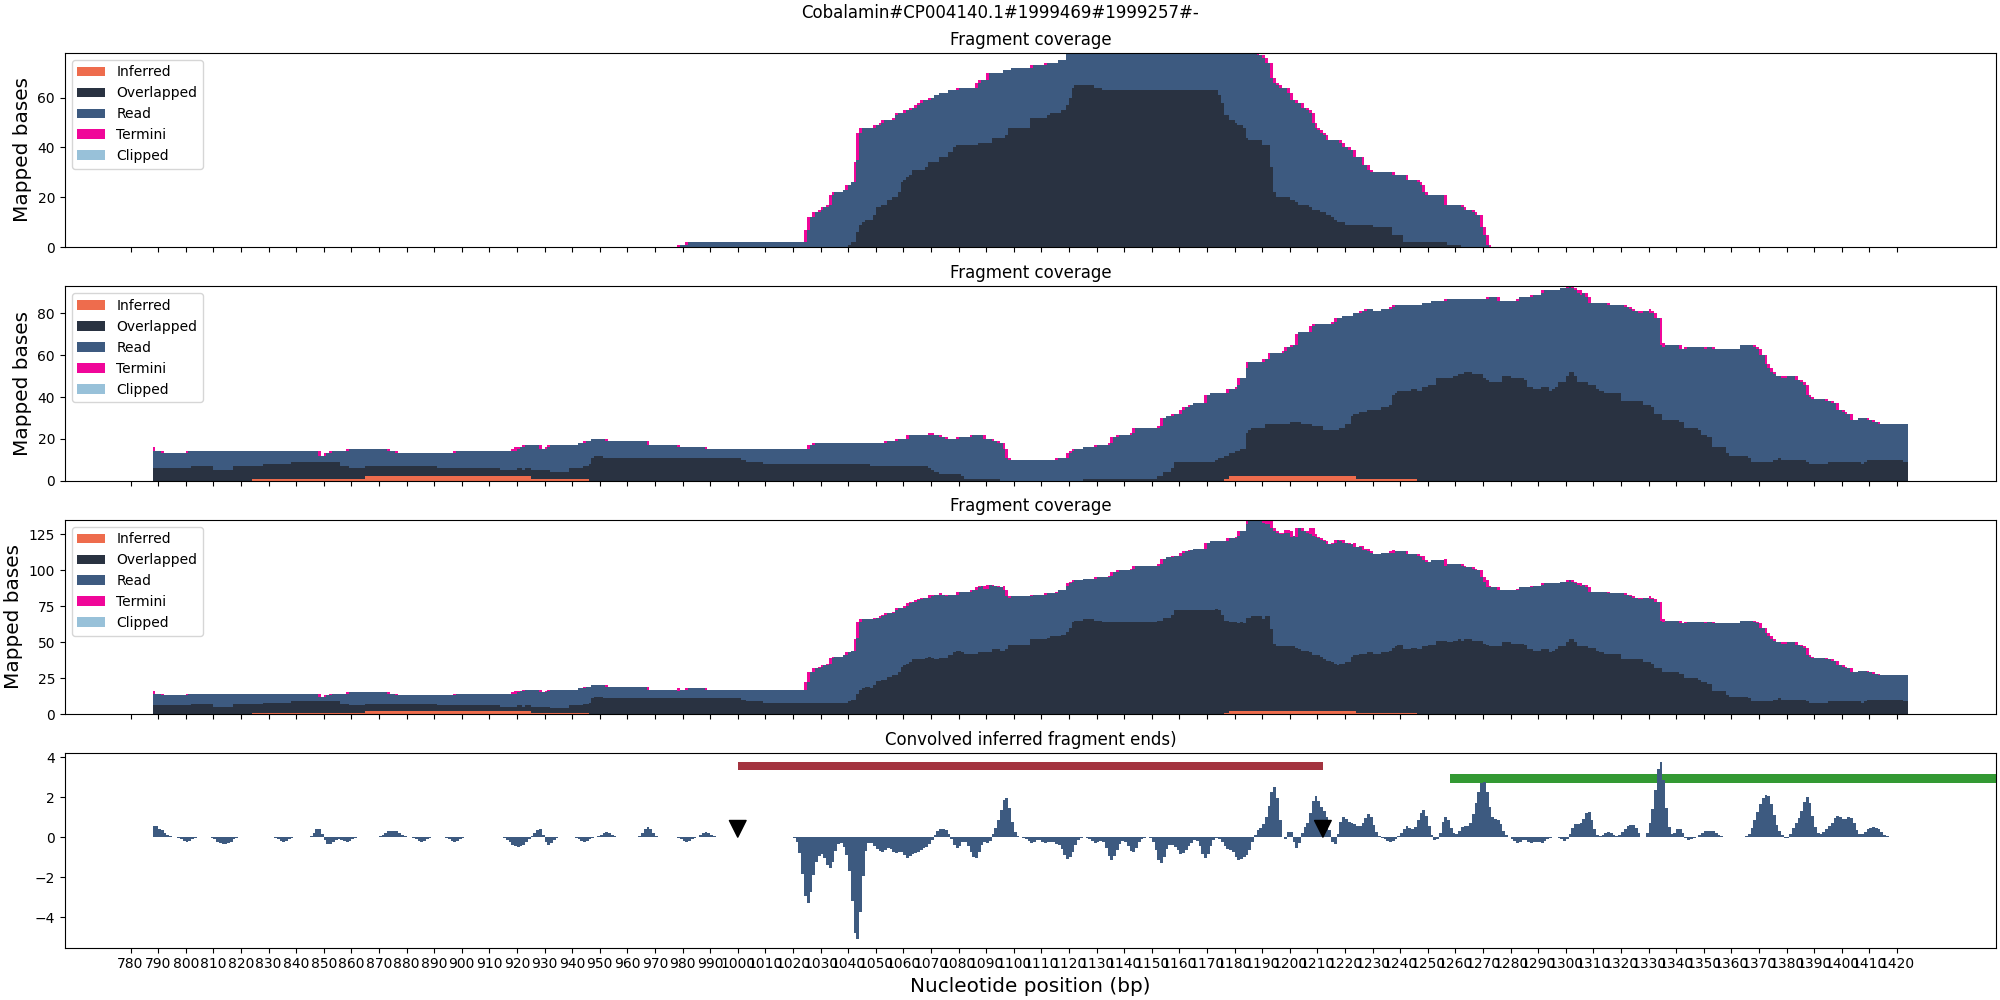 Cobalamin#CP004140.1#1999469#1999257#-
Fragment coverage
Mapped bases
60
40
20
0
Inferred
Overlapped
Read
Termini
Clipped
Fragment coverage
Mapped bases
80
60
40
20
0
Inferred
Overlapped
Read
Termini
Clipped
Fragment coverage
Mapped bases
125
100
75
50
25
0
Inferred
Overlapped
Read
Termini
Clipped
Convolved inferred fragment ends)
4
2
0
−2
−4
780 790 800 810 820 830 840 850 860 870 880 890 900 910 920 930 940 950 960 970 980 990 1000 1010 1020 1030 1040 1050 1060 1070 1080 1090 1100 1110 1120 1130 1140 1150 1160 1170 1180 1190 1200 1210 1220 1230 1240 1250 1260 1270 1280 1290 1300 1310 1320 1330 1340 1350 1360 1370 1380 1390 1400 1410 1420
Nucleotide position (bp)